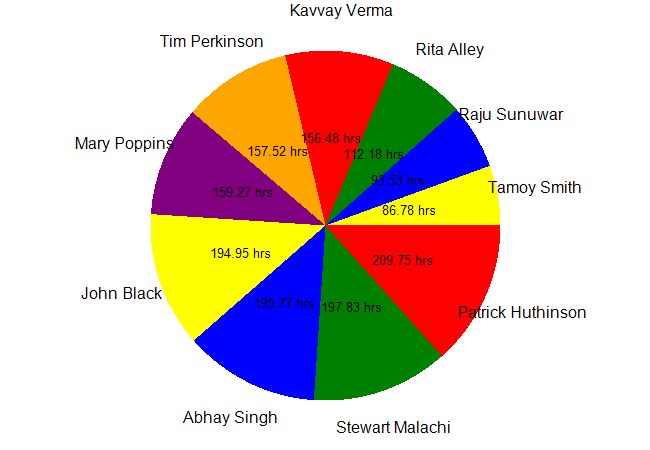 Kavvay Verma
Tim Perkinson
Rita Alley
Raju Sunuwar
156.48 hrs
Mary Poppins
157.52 hrs
112.18 hrs
93.53 hrs
Tamoy Smith
159.27 hrs
86.78 hrs
194.95 hrs
209.75 hrs
John Black
195.77 hrs
197.83 hrs
Patrick Huthinson
Abhay Singh
Stewart Malachi